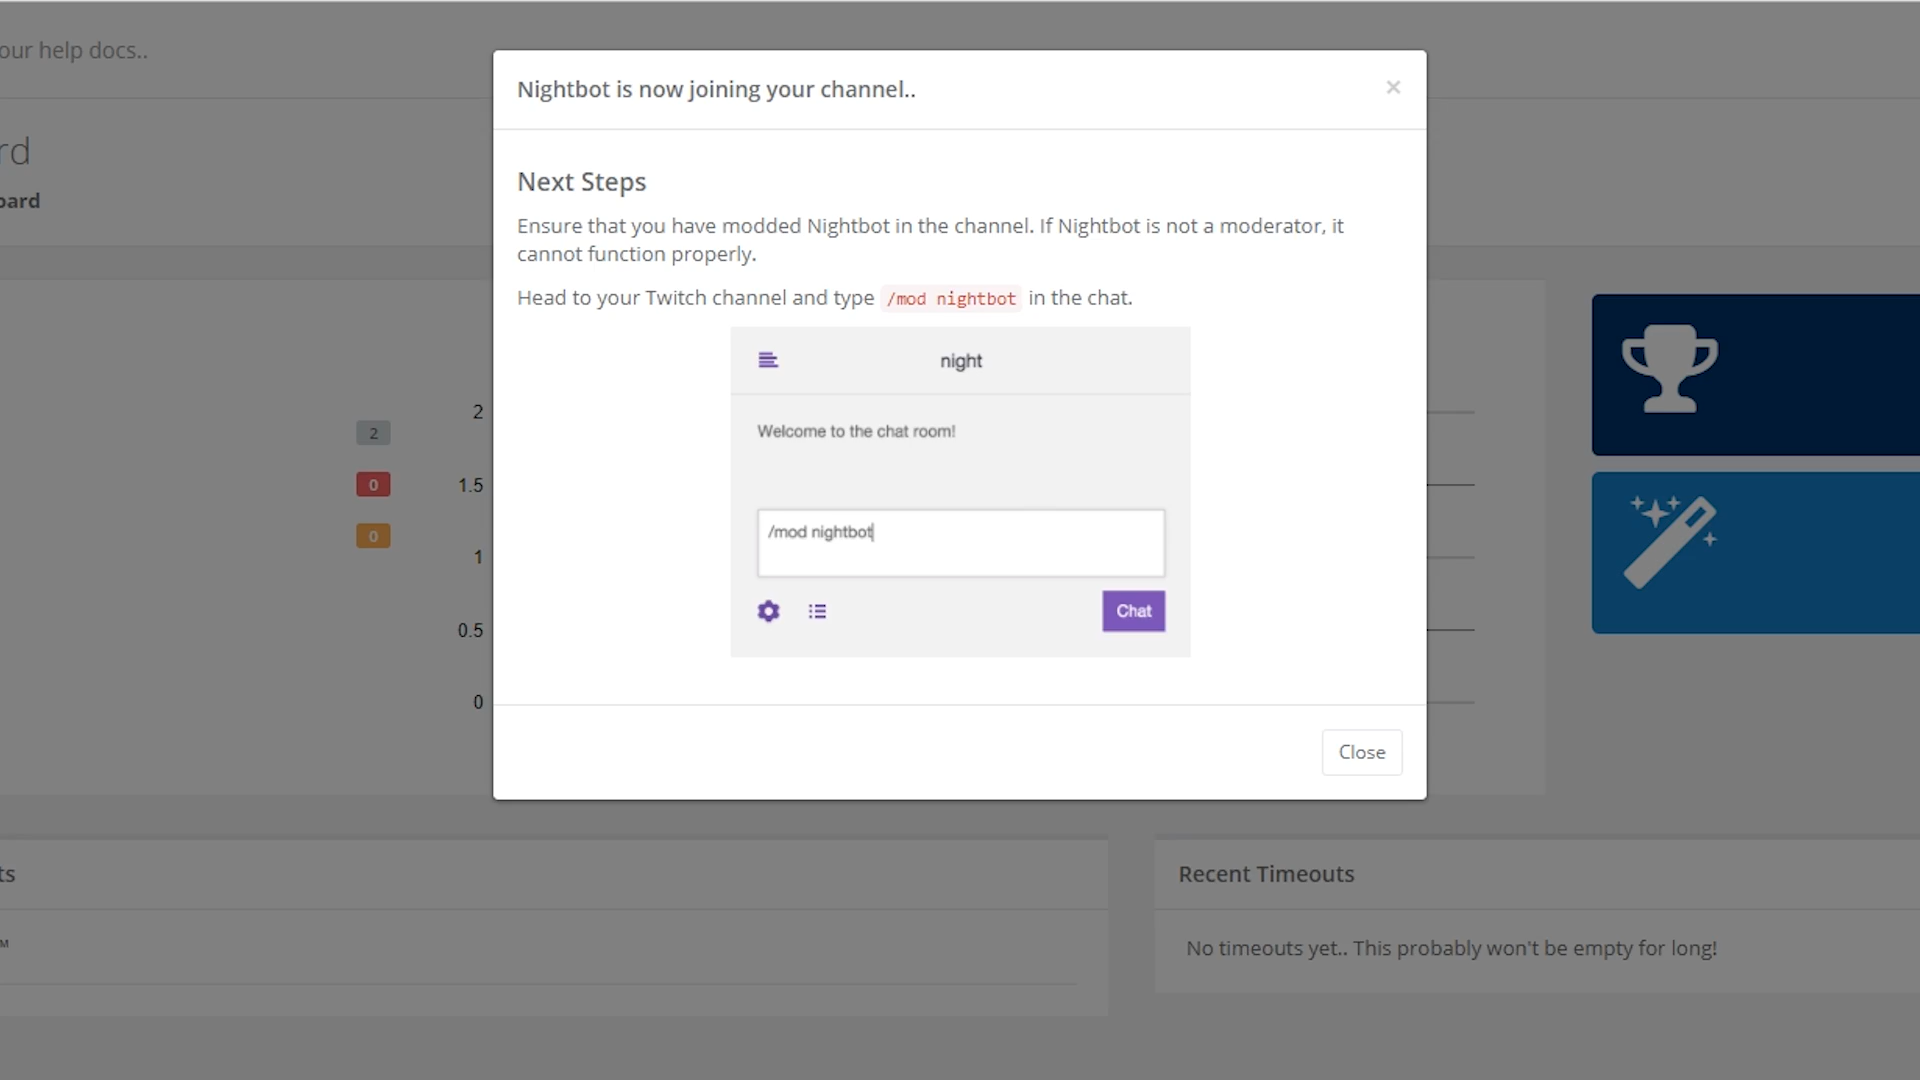 our help docs..
Nightbot is now joining your channel..
×
rd
oard
Next Steps
Ensure that you have modded Nightbot in the channel. If Nightbot is not a moderator, it
cannot function properly.
Head to your Twitch channel and type /mod nightbot in the chat.
night
Welcome to the chat room!
/mod nightbot
Chat
2
0
0
2
1.5
1
0.5
0
Close
ts
™
Recent Timeouts
No timeouts yet.. This probably won't be empty for long!